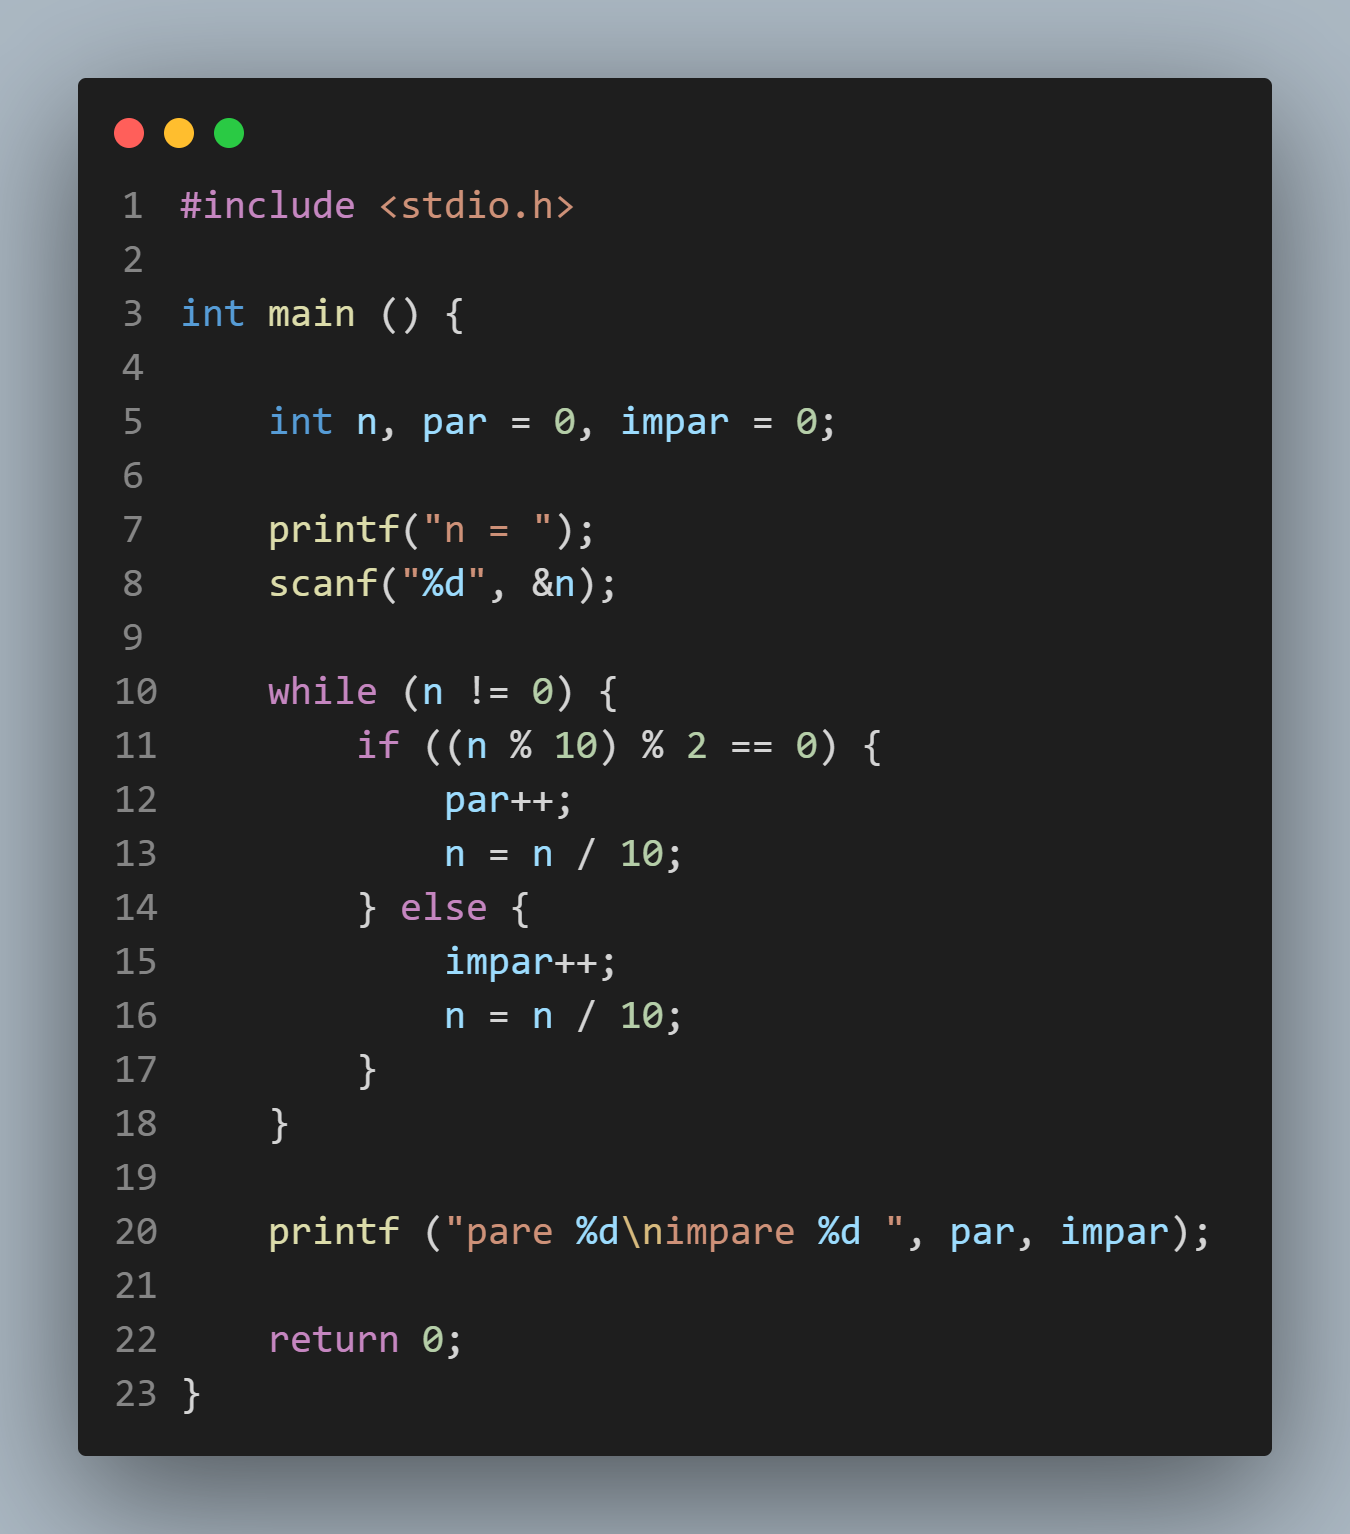 1 #include <stdio.h>
2
3 int main () {
4
5     int n, par = 0, impar = 0;
6
7     printf("n = ");
8     scanf("%d", &n);
9
10     while (n != 0) {
11         if ((n % 10) % 2 == 0) {
12             par++;
13             n = n / 10;
14         } else {
15             impar++;
16             n = n / 10;
17         }
18     }
19
20     printf ("pare %d\nimpare %d ", par, impar);
21
22     return 0;
23 }